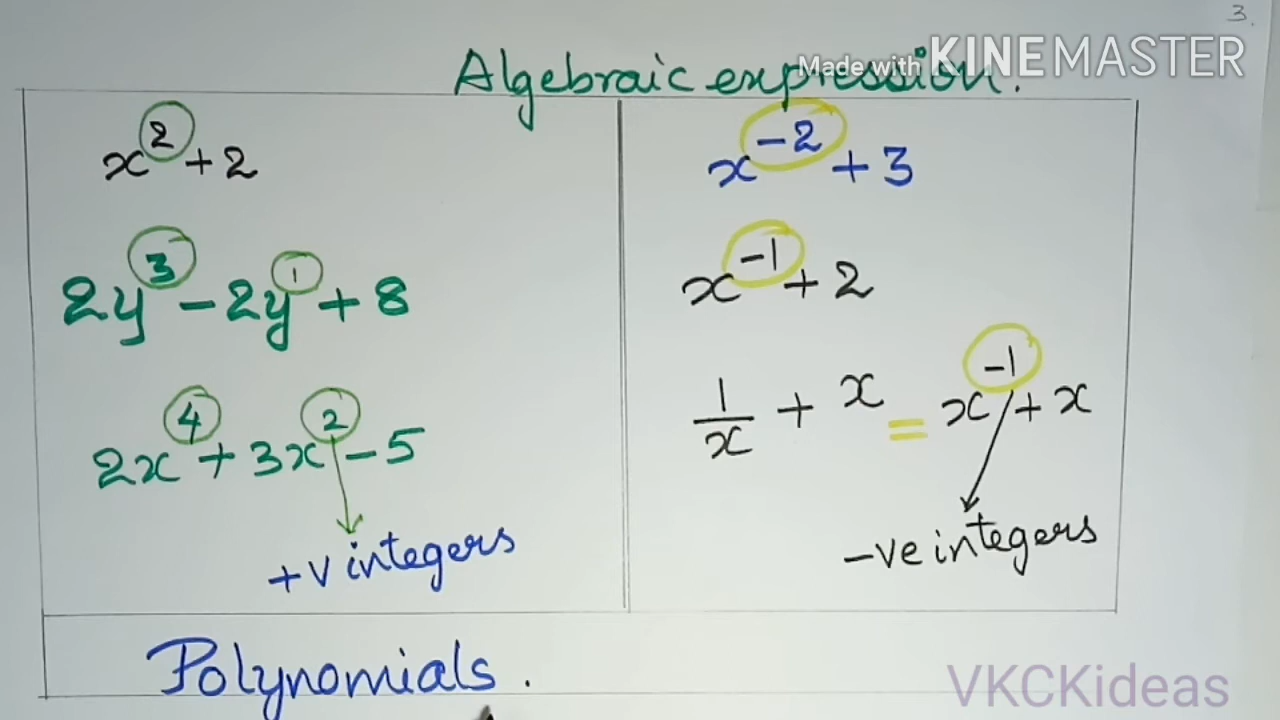 3.
Algebraic expression.
Made with KINEMASTER
x² + 2
2y³ - 2y¹ + 8
2x⁴ + 3x² - 5
+v integers
x⁻² + 3
x⁻¹ + 2
1/x + x = x⁻¹ + x
-ve integers
Polynomials.
VKCKideas